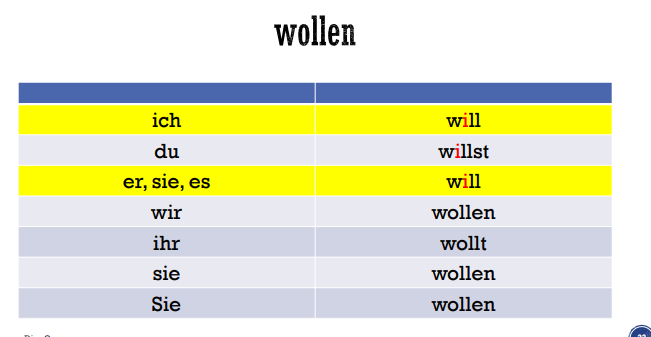 wollen
ich will
du willst
er, sie, es will
wir wollen
ihr wollt
sie wollen
Sie wollen